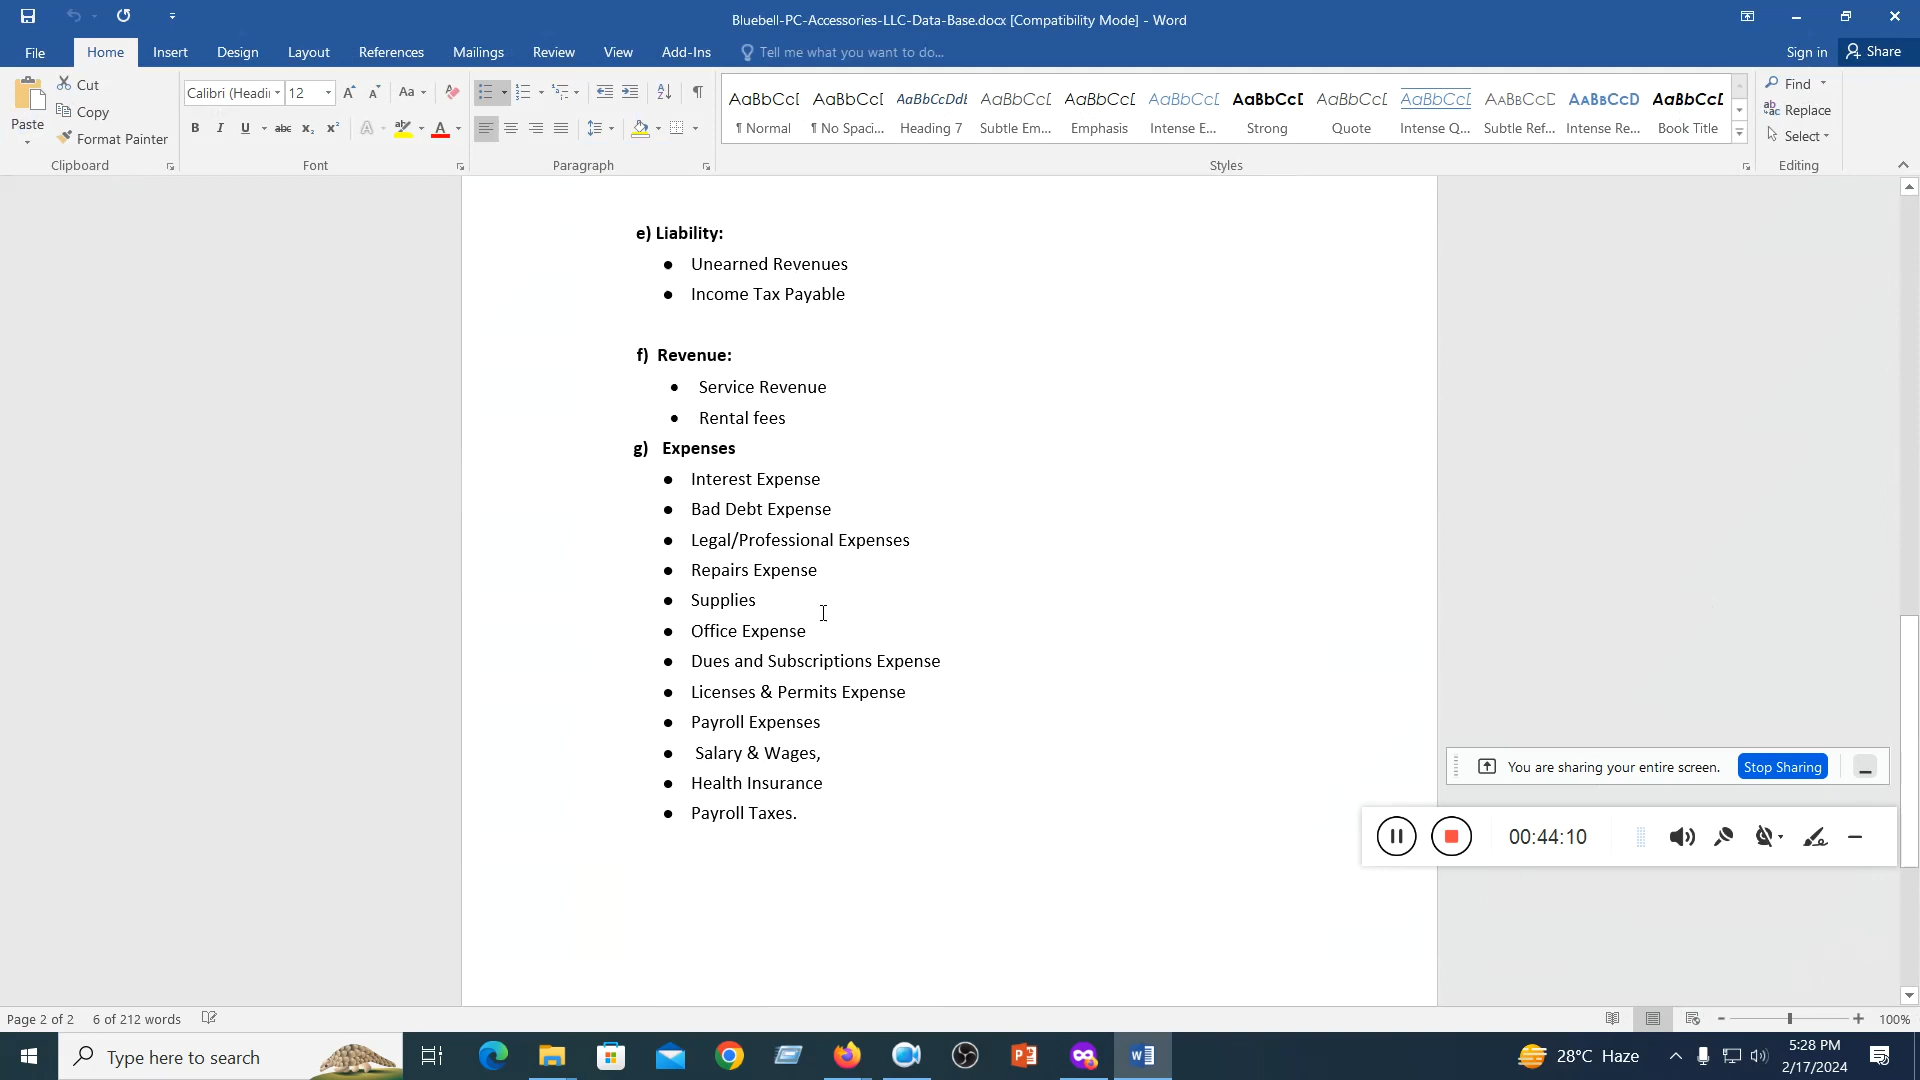 Bluebell-PC-Accessories-LLC-Data-Base.docx [Compatibility Mode] - Word
File Home Insert Design Layout References Mailings Review View Add-Ins Tell me what you want to do... Sign in Share
Paste
Cut
Copy
Format Painter
Clipboard
Calibri (Headi 12
Font
Paragraph
AaBbCcI AaBbCcI AaBbCcDdI AaBbCcI AaBbCcI AaBbCcI AaBbCcI AaBbCcI AaBbCcI AaBbCcD AaBbCcD AaBbCcI
¶ Normal ¶ No Spaci... Heading 7 Subtle Em... Emphasis Intense E... Strong Quote Intense Q... Subtle Ref... Intense Re... Book Title
Styles
Find
Replace
Select
Editing
e) Liability:
● Unearned Revenues
● Income Tax Payable
f) Revenue:
• Service Revenue
• Rental fees
g) Expenses
● Interest Expense
● Bad Debt Expense
● Legal/Professional Expenses
● Repairs Expense
● Supplies
● Office Expense
● Dues and Subscriptions Expense
● Licenses & Permits Expense
● Payroll Expenses
● Salary & Wages,
● Health Insurance
● Payroll Taxes.
You are sharing your entire screen. Stop Sharing
00:44:10
Page 2 of 2 6 of 212 words 100%
Type here to search
28°C Haze
5:28 PM
2/17/2024